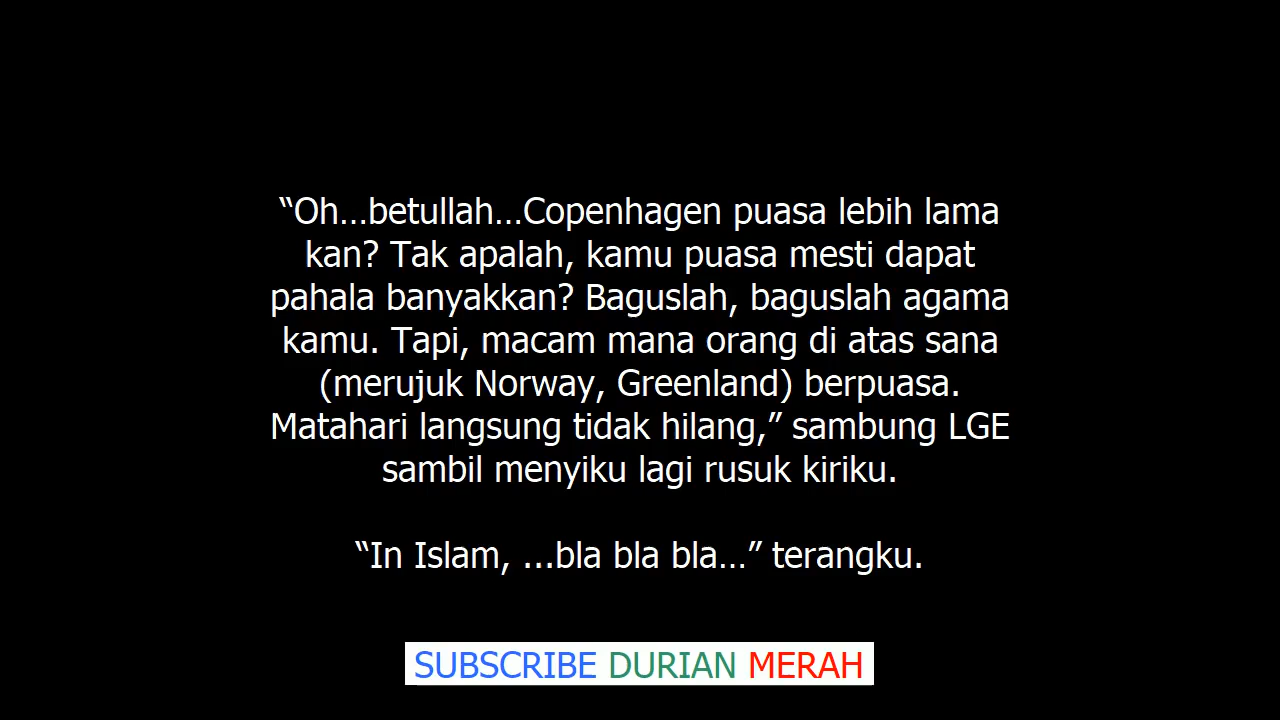 “Oh...betullah...Copenhagen puasa lebih lama
kan? Tak apalah, kamu puasa mesti dapat
pahala banyakkan? Baguslah, baguslah agama
kamu. Tapi, macam mana orang di atas sana
(merujuk Norway, Greenland) berpuasa.
Matahari langsung tidak hilang,” sambung LGE
sambil menyiku lagi rusuk kiriku.
“In Islam, ...bla bla bla...” terangku.
SUBSCRIBE DURIAN MERAH